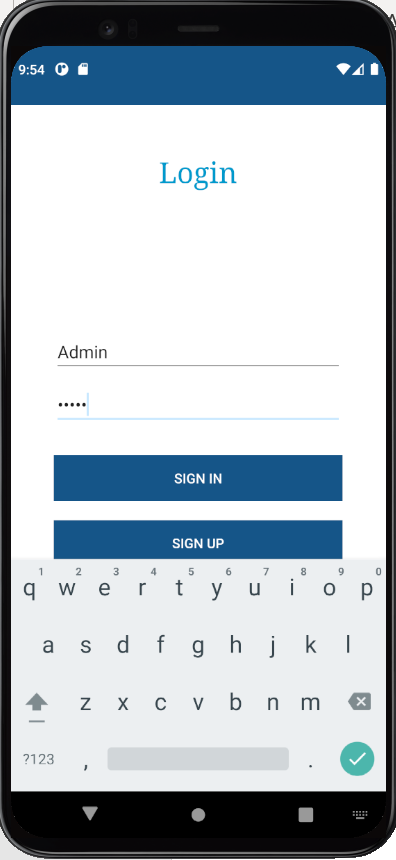 9:54
Login
Admin
•••••
SIGN IN
SIGN UP
1 2 3 4 5 6 7 8 9 0
q w e r t y u i o p
a s d f g h j k l
z x c v b n m
?123 , .